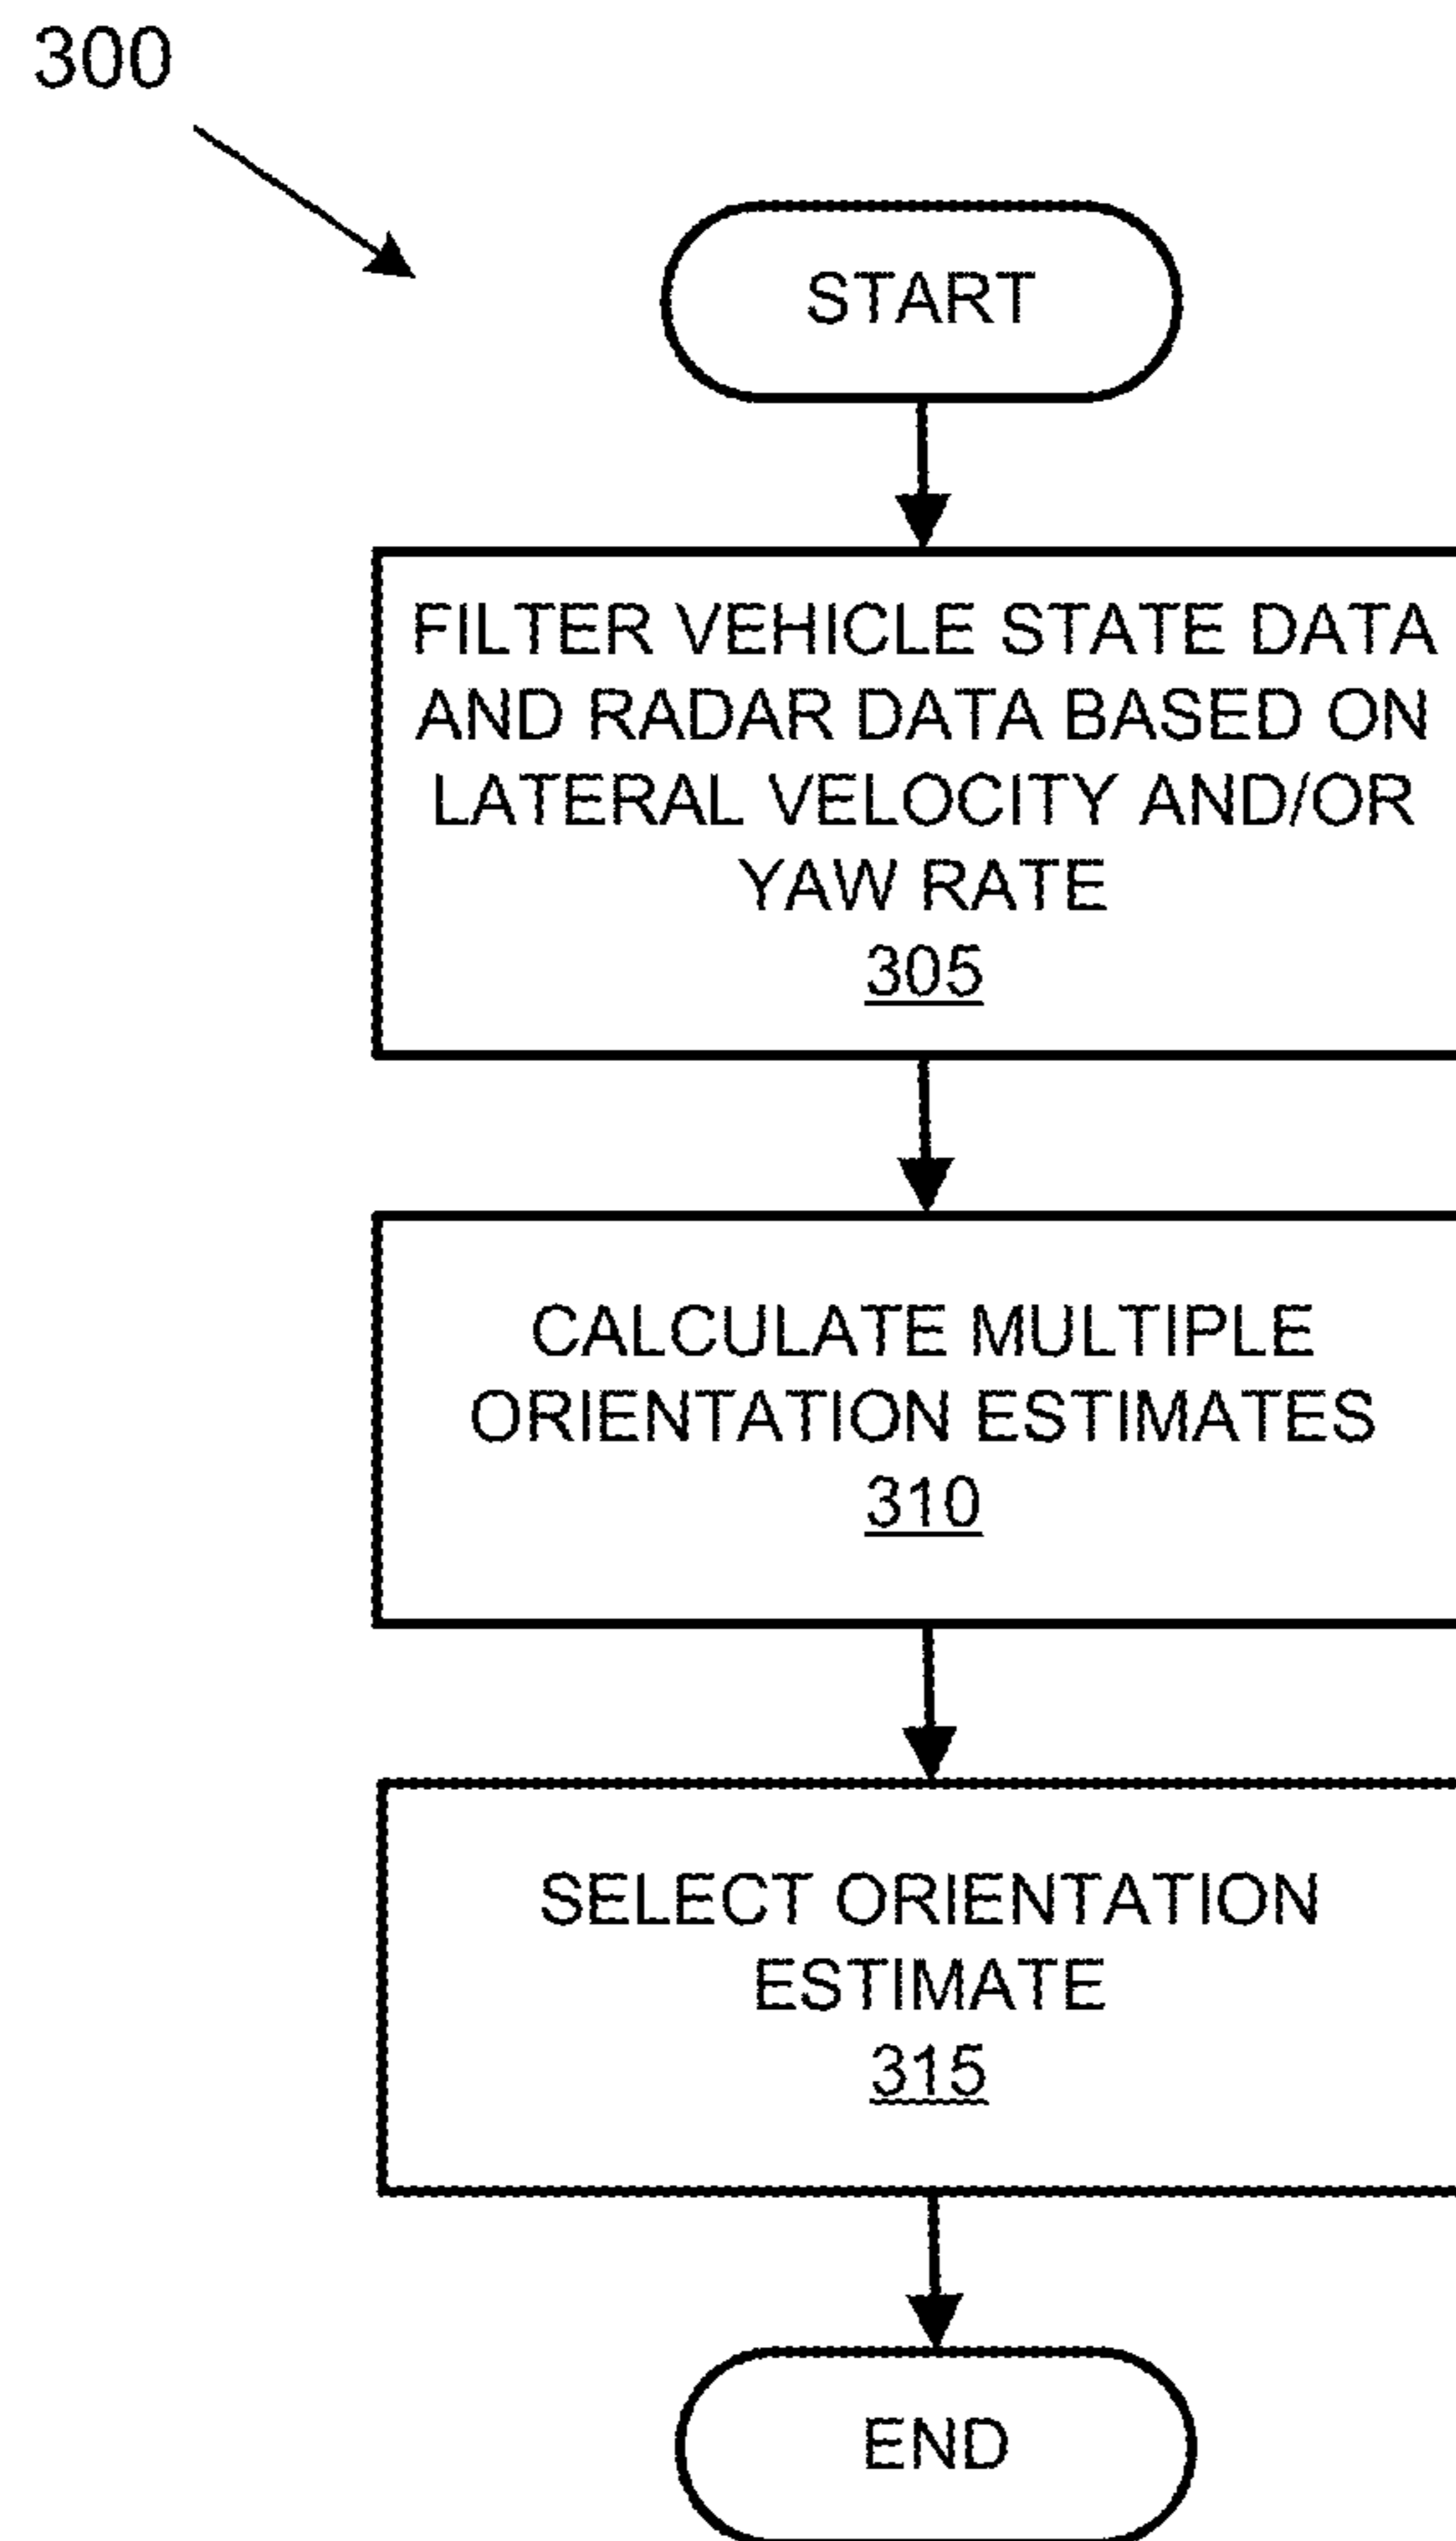 300
START
FILTER VEHICLE STATE DATA
AND RADAR DATA BASED ON
LATERAL VELOCITY AND/OR
YAW RATE
305
CALCULATE MULTIPLE
ORIENTATION ESTIMATES
310
SELECT ORIENTATION
ESTIMATE
315
END